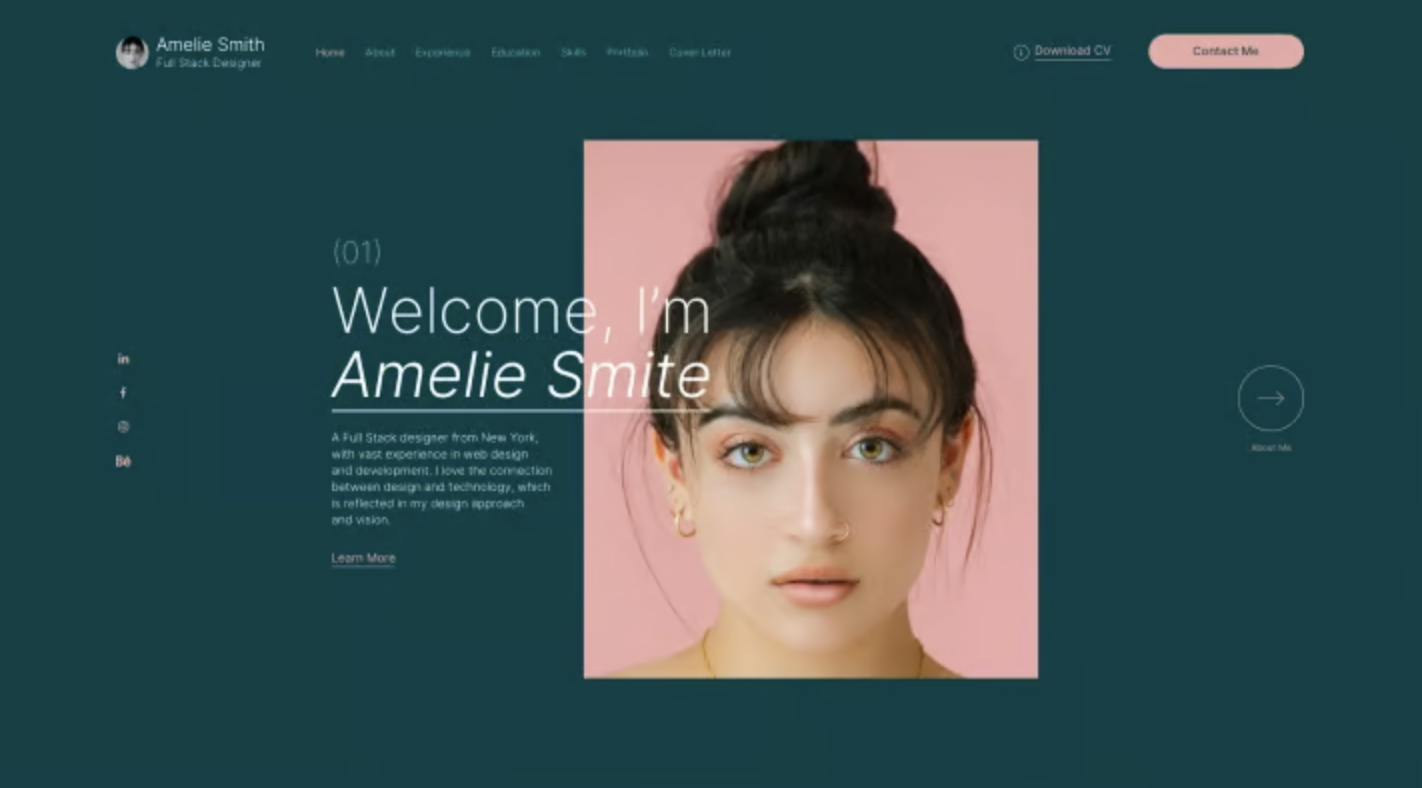 Amelie Smith
Full Stack Designer
Home About Experience Education Skills Portfolio Cover Letter
Download CV
Contact Me
(01)
Welcome, I'm
Amelie Smite
in
f
Bē
A Full Stack designer from New York,
with vast experience in web design
and development. I love the connection
between design and technology, which
is reflected in my design approach
and vision.
Learn More
About Me